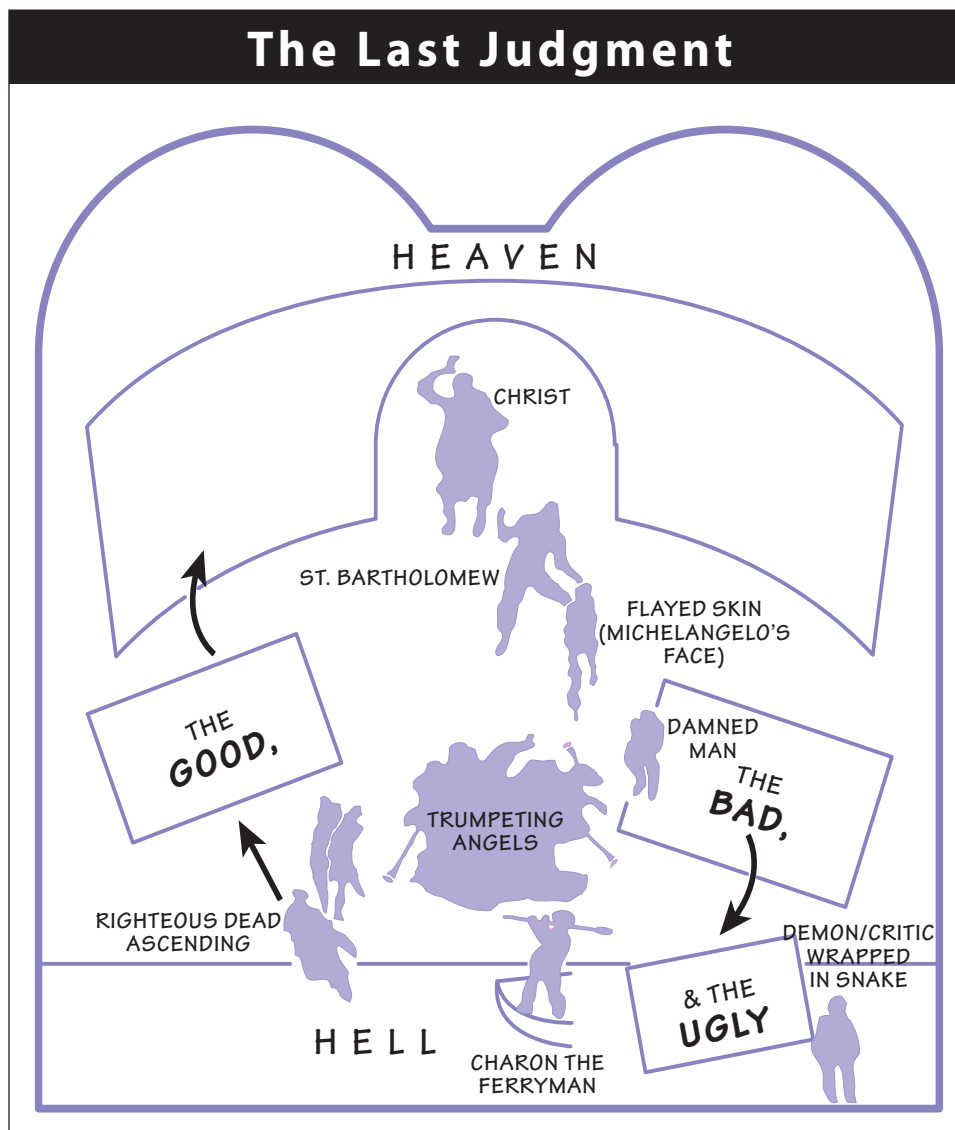 The Last Judgment
HEAVEN
CHRIST
ST. BARTHOLOMEW
FLAYED SKIN
(MICHELANGELO'S
FACE)
THE
GOOD,
DAMNED
MAN
THE
BAD,
TRUMPETING
ANGELS
RIGHTEOUS DEAD
ASCENDING
DEMON/CRITIC
WRAPPED
IN SNAKE
& THE
UGLY
HELL
CHARON THE
FERRYMAN